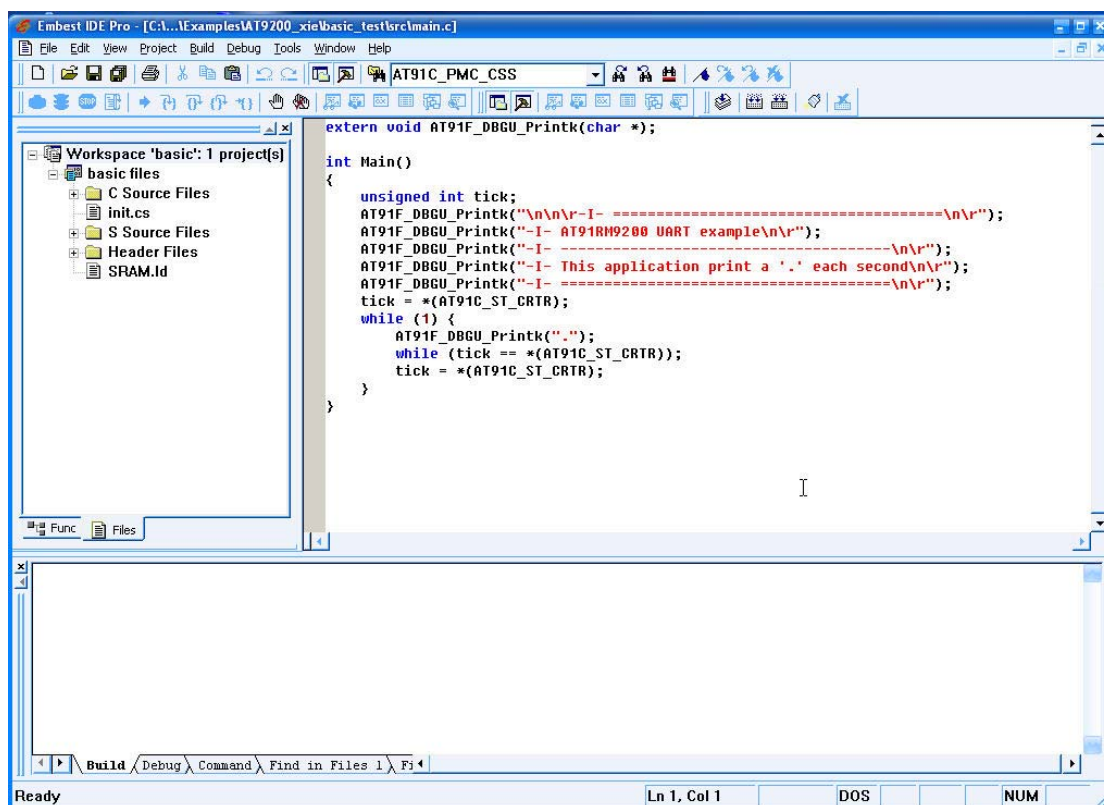 Embest IDE Pro - [C:\...\Examples\AT9200_xie\basic_test\src\main.c]
File Edit View Project Build Debug Tools Window Help
AT91C_PMC_CSS
STOP
Workspace 'basic': 1 project(s)
basic files
C Source Files
init.cs
S Source Files
Header Files
SRAM.ld
Func Files
extern void AT91F_DBGU_Printk(char *);
int Main()
{
unsigned int tick;
AT91F_DBGU_Printk("\n\n\r-I- ======================================\n\r");
AT91F_DBGU_Printk("-I- AT91RM9200 UART example\n\r");
AT91F_DBGU_Printk("-I- --------------------------------------\n\r");
AT91F_DBGU_Printk("-I- This application print a '.' each second\n\r");
AT91F_DBGU_Printk("-I- ======================================\n\r");
tick = *(AT91C_ST_CRTR);
while (1) {
AT91F_DBGU_Printk(".");
while (tick == *(AT91C_ST_CRTR));
tick = *(AT91C_ST_CRTR);
}
}
Build Debug Command Find in Files 1 Fi
Ready Ln 1, Col 1 DOS NUM